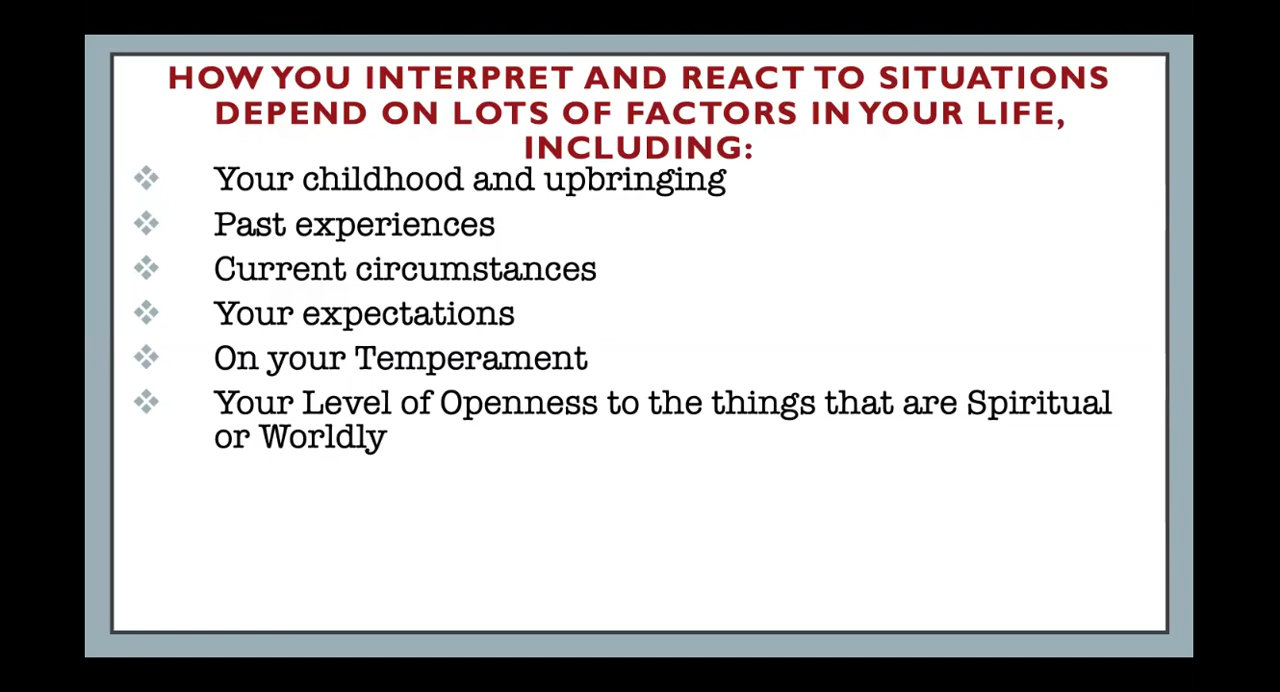 HOW YOU INTERPRET AND REACT TO SITUATIONS
DEPEND ON LOTS OF FACTORS IN YOUR LIFE,
INCLUDING:
Your childhood and upbringing
Past experiences
Current circumstances
Your expectations
On your Temperament
Your Level of Openness to the things that are Spiritual
or Worldly